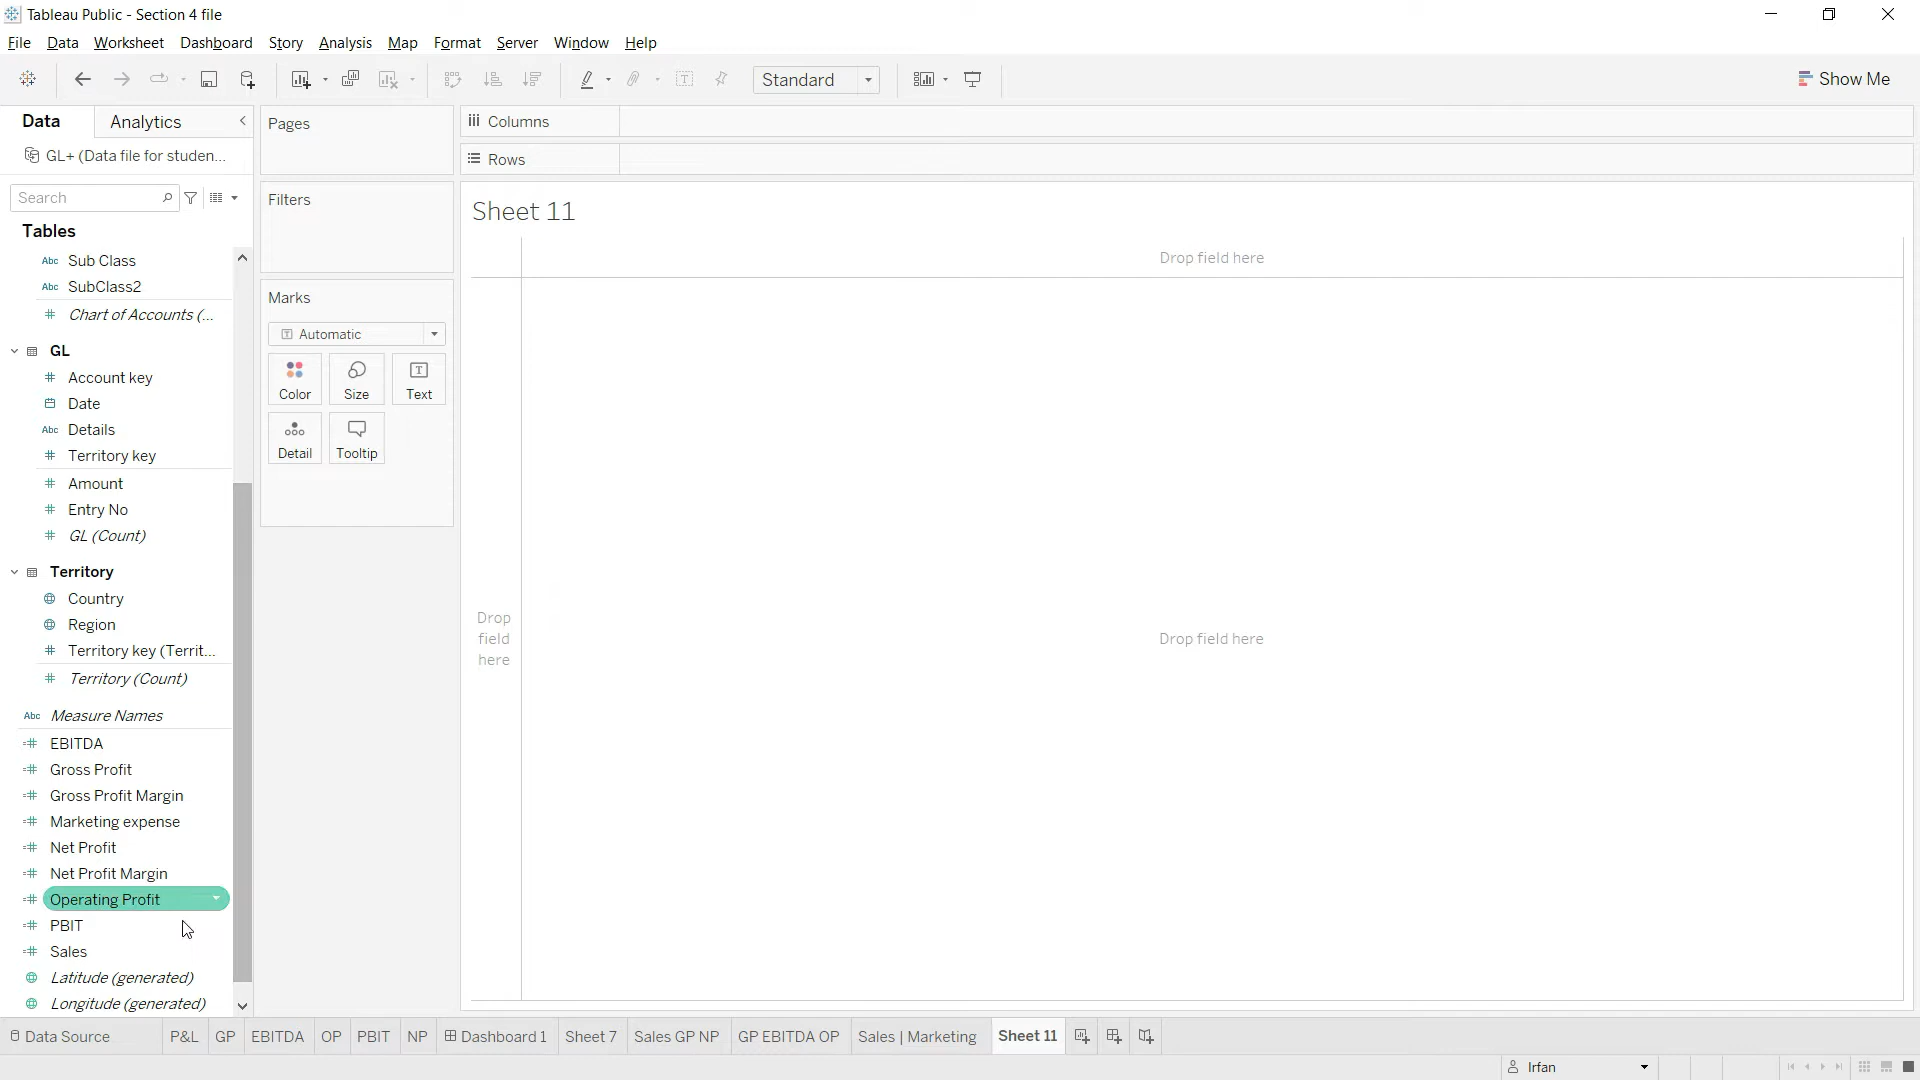 Tableau Public - Section 4 file
File Data Worksheet Dashboard Story Analysis Map Format Server Window Help
Standard
Show Me
Data Analytics
GL+ (Data file for studen...
Search
Tables
Abc Sub Class
Abc SubClass2
Chart of Accounts (...
GL
Account key
Date
Abc Details
Territory key
Amount
Entry No
GL (Count)
Territory
Country
Region
Territory key (Territ...
Territory (Count)
Abc Measure Names
EBITDA
Gross Profit
Gross Profit Margin
Marketing expense
Net Profit
Net Profit Margin
Operating Profit
PBIT
Sales
Latitude (generated)
Longitude (generated)
Pages
Filters
Marks
Automatic
Color Size Text
Detail Tooltip
Columns
Rows
Sheet 11
Drop field here
Drop
field
here
Drop field here
Data Source P&L GP EBITDA OP PBIT NP Dashboard 1 Sheet 7 Sales GP NP GP EBITDA OP Sales | Marketing Sheet 11
Irfan